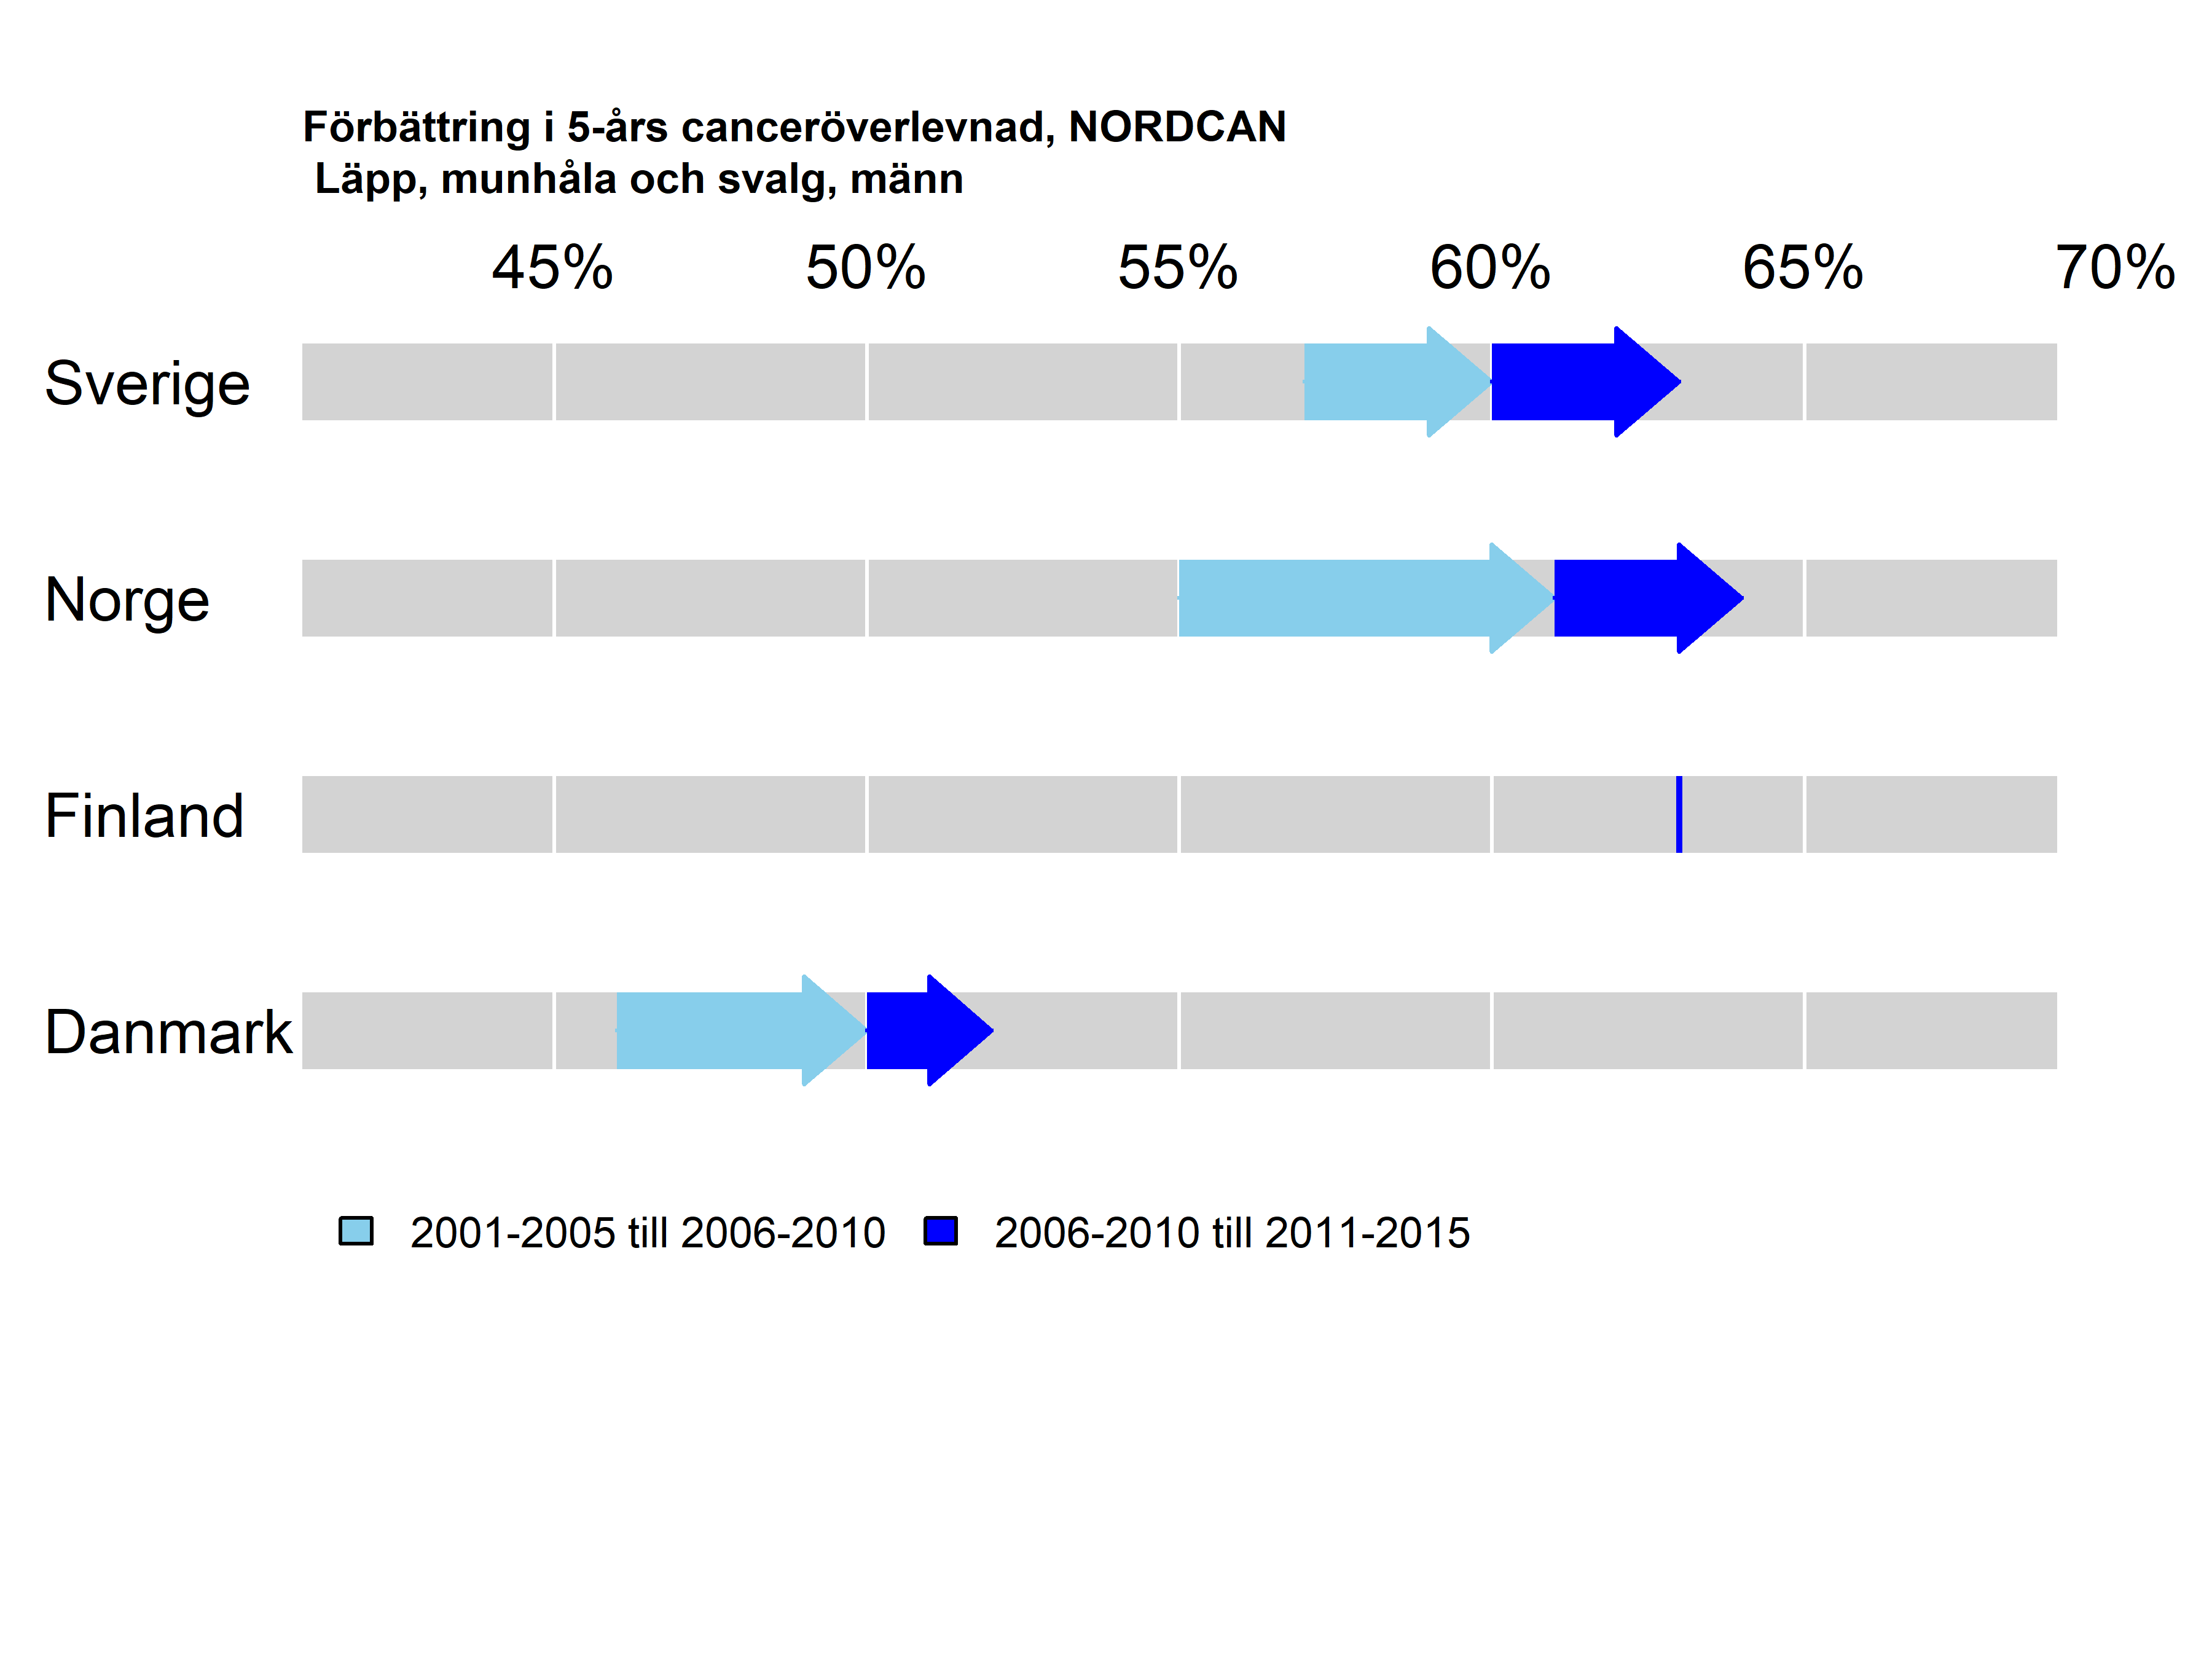 Förbättring i 5-års canceröverlevnad, NORDCAN
Läpp, munhåla och svalg, männ
45% 50% 55% 60% 65% 70%
Sverige
Norge
Finland
Danmark
2001-2005 till 2006-2010 2006-2010 till 2011-2015